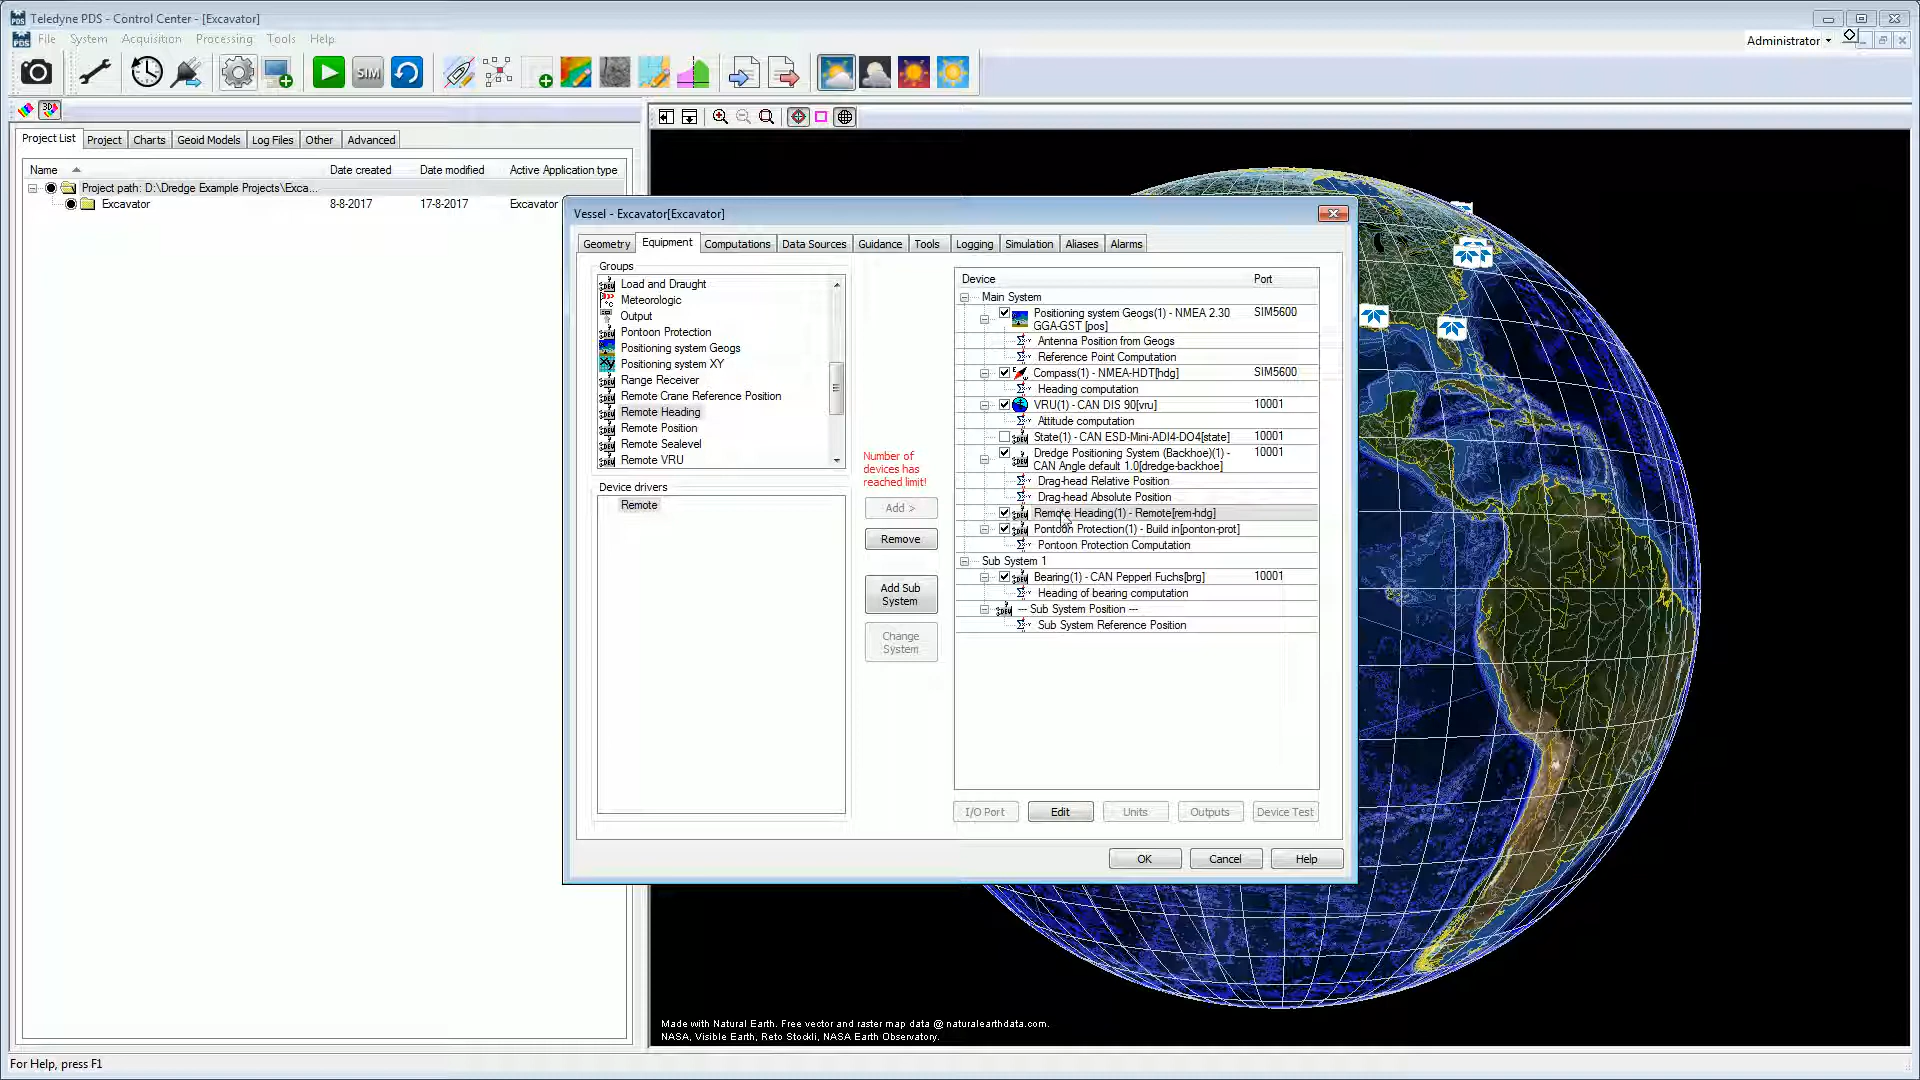 Teledyne PDS - Control Center - [Excavator]
File System Acquisition Processing Tools Help
Administrator
SIM
Project List Project Charts Geoid Models Log Files Other Advanced
Name Date created Date modified Active Application type
Project path: D:\Dredge Example Projects\Exca...
Excavator 8-8-2017 17-8-2017 Excavator
Vessel - Excavator[Excavator]
Geometry Equipment Computations Data Sources Guidance Tools Logging Simulation Aliases Alarms
Groups
Load and Draught
Meteorologic
Output
Pontoon Protection
Positioning system Geogs
Positioning system XY
Range Receiver
Remote Crane Reference Position
Remote Heading
Remote Position
Remote Sealevel
Remote VRU
Device drivers
Remote
Number of
devices has
reached limit!
Add >
Remove
Add Sub
System
Change
System
Device Port
Main System
Positioning system Geogs(1) - NMEA 2.30 SIM5600
GGA-GST [pos]
Antenna Position from Geogs
Reference Point Computation
Compass(1) - NMEA-HDT[hdg] SIM5600
Heading computation
VRU(1) - CAN DIS 90[vru] 10001
Attitude computation
State(1) - CAN ESD-Mini-ADI4-DO4[state] 10001
Dredge Positioning System (Backhoe)(1) - 10001
CAN Angle default 1.0[dredge-backhoe]
Drag-head Relative Position
Drag-head Absolute Position
Remote Heading(1) - Remote[rem-hdg]
Pontoon Protection(1) - Build in[ponton-prot]
Pontoon Protection Computation
Sub System 1
Bearing(1) - CAN Pepperl Fuchs[brg] 10001
Heading of bearing computation
--- Sub System Position ---
Sub System Reference Position
I/O Port Edit Units Outputs Device Test
OK Cancel Help
Made with Natural Earth. Free vector and raster map data @ naturalearthdata.com.
NASA, Visible Earth, Reto Stockli, NASA Earth Observatory.
For Help, press F1